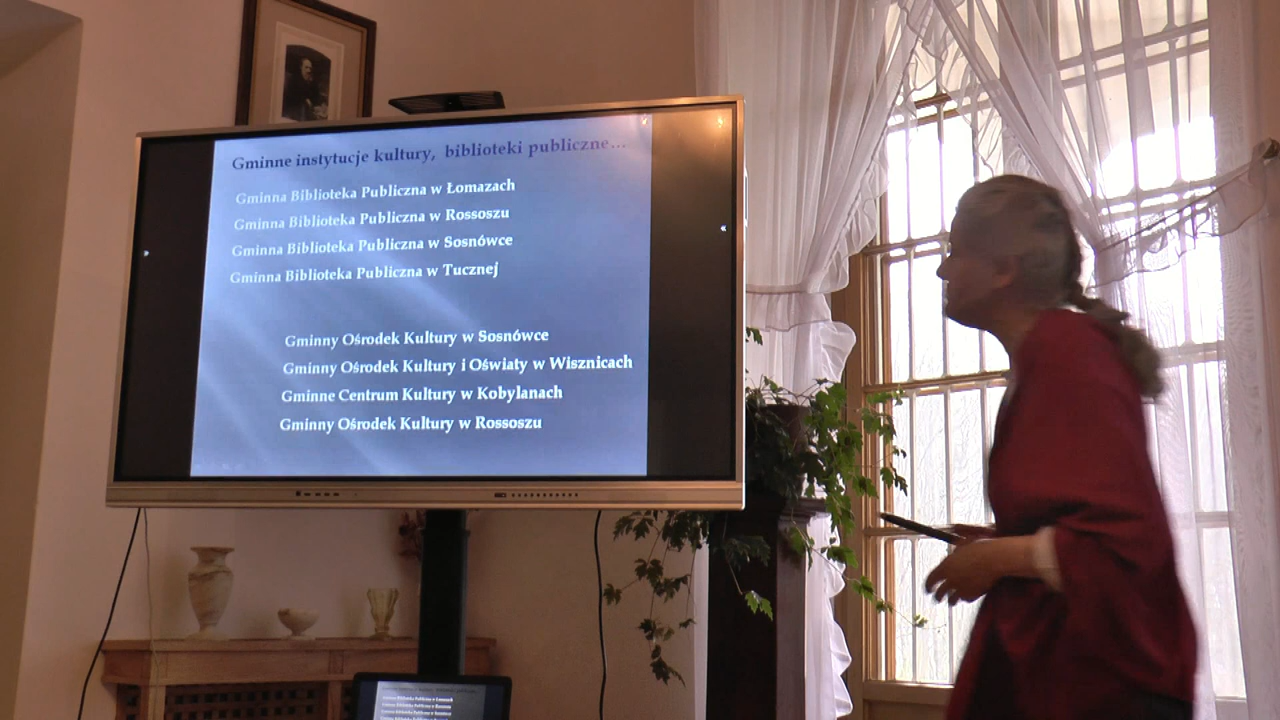 Gminne instytucje kultury, biblioteki publiczne...
Gminna Biblioteka Publiczna w Łomazach
Gminna Biblioteka Publiczna w Rossoszu
Gminna Biblioteka Publiczna w Sosnówce
Gminna Biblioteka Publiczna w Tucznej
Gminny Ośrodek Kultury w Sosnówce
Gminny Ośrodek Kultury i Oświaty w Wisznicach
Gminne Centrum Kultury w Kobylanach
Gminny Ośrodek Kultury w Rossoszu